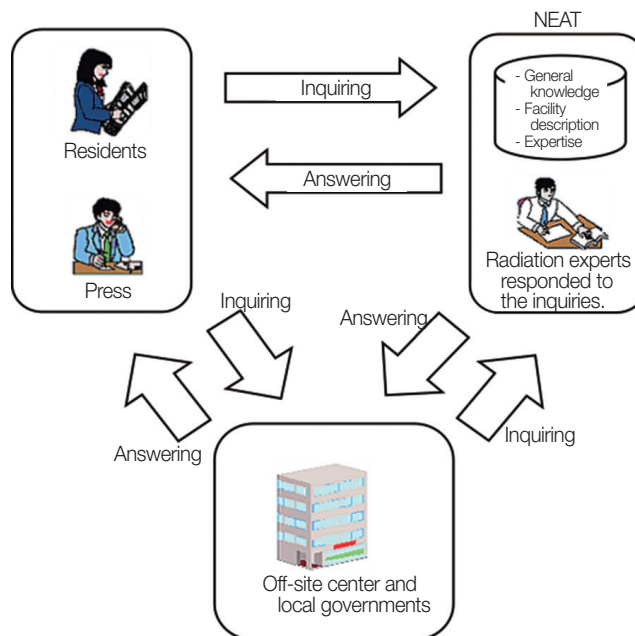 NEAT
- General
knowledge
- Facility
description
- Expertise
Inquiring
Residents
Answering
Press
Radiation experts
responded to
the inquiries.
Inquiring
Answering
Answering
Inquiring
Off-site center and
local governments